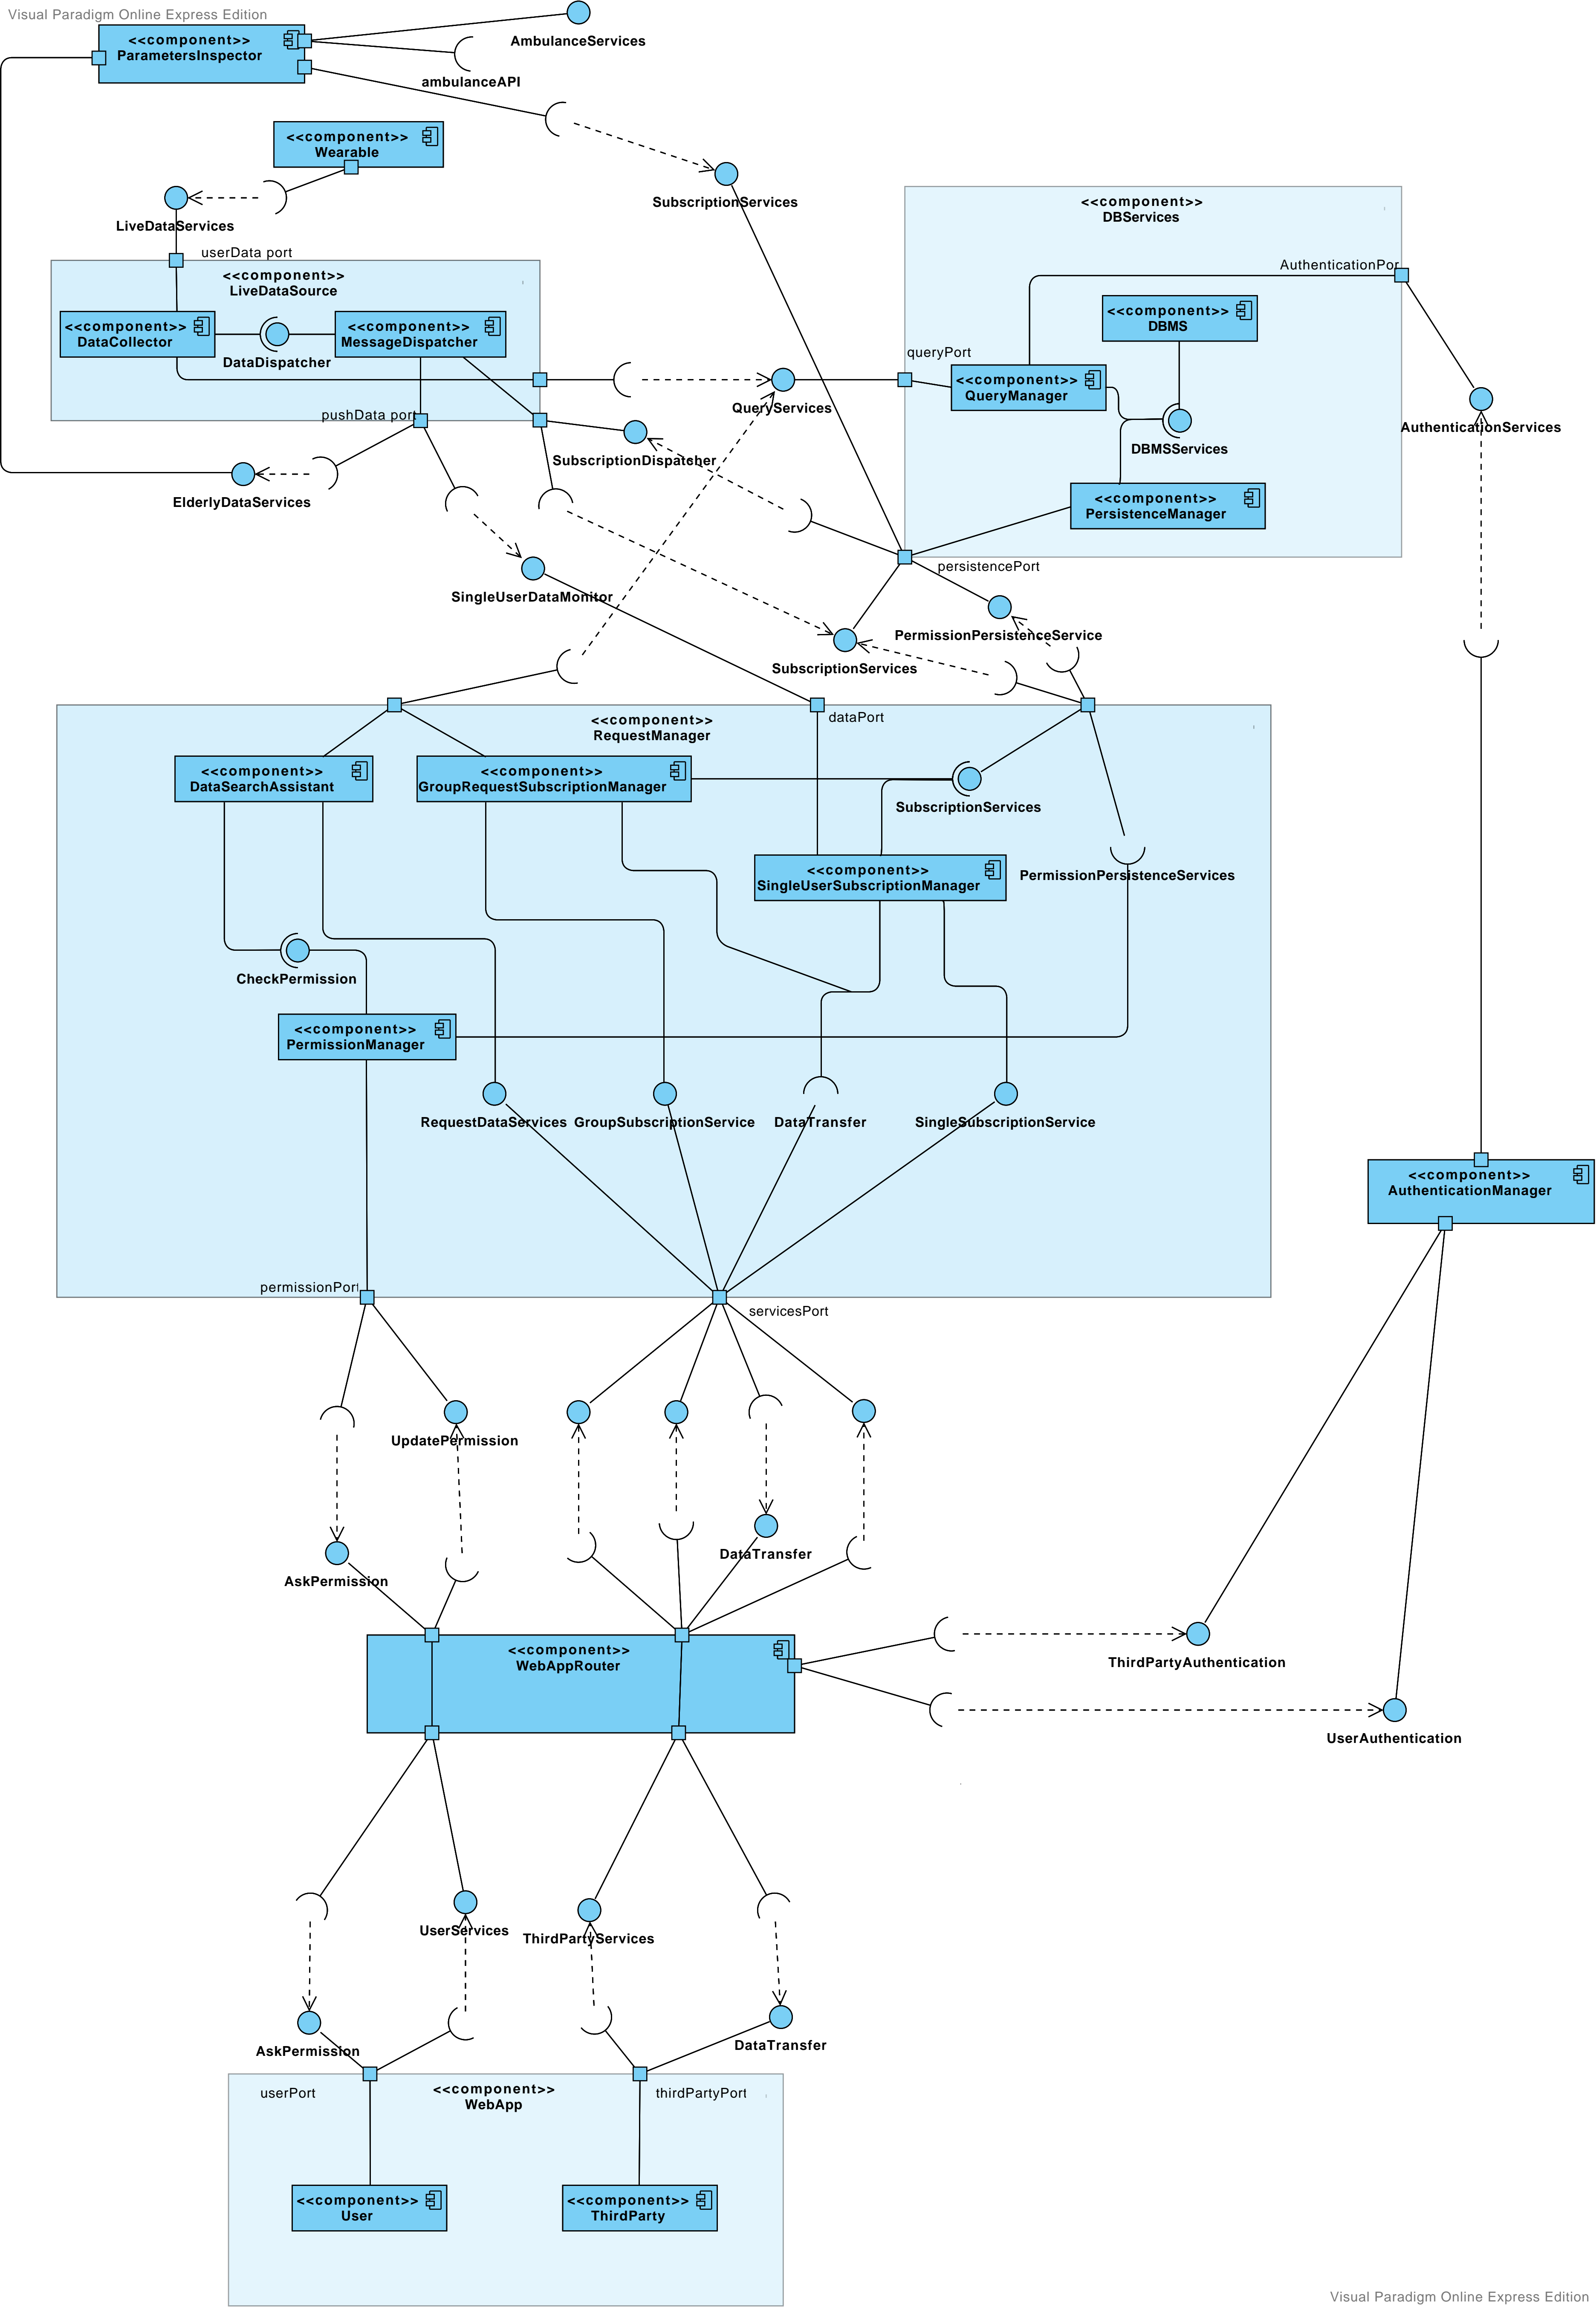 Visual Paradigm Online Express Edition
<<component>>
ParametersInspector
AmbulanceServices
ambulanceAPI
<<component>>
Wearable
SubscriptionServices
LiveDataServices
userData port
<<component>>
LiveDataSource
<<component>>
DataCollector
DataDispatcher
<<component>>
MessageDispatcher
pushData port
<<component>>
DBServices
AuthenticationPor
<<component>>
DBMS
queryPort
<<component>>
QueryManager
QueryServices
DBMSServices
AuthenticationServices
SubscriptionDispatcher
ElderlyDataServices
<<component>>
PersistenceManager
persistencePort
SingleUserDataMonitor
PermissionPersistenceService
SubscriptionServices
<<component>>
RequestManager
dataPort
<<component>>
DataSearchAssistant
<<component>>
GroupRequestSubscriptionManager
SubscriptionServices
<<component>>
SingleUserSubscriptionManager
PermissionPersistenceServices
CheckPermission
<<component>>
PermissionManager
RequestDataServices
GroupSubscriptionService
DataTransfer
SingleSubscriptionService
<<component>>
AuthenticationManager
permissionPort
servicesPort
UpdatePermission
DataTransfer
AskPermission
<<component>>
WebAppRouter
ThirdPartyAuthentication
UserAuthentication
UserServices
ThirdPartyServices
AskPermission
DataTransfer
userPort
<<component>>
WebApp
thirdPartyPort
<<component>>
User
<<component>>
ThirdParty
Visual Paradigm Online Express Edition